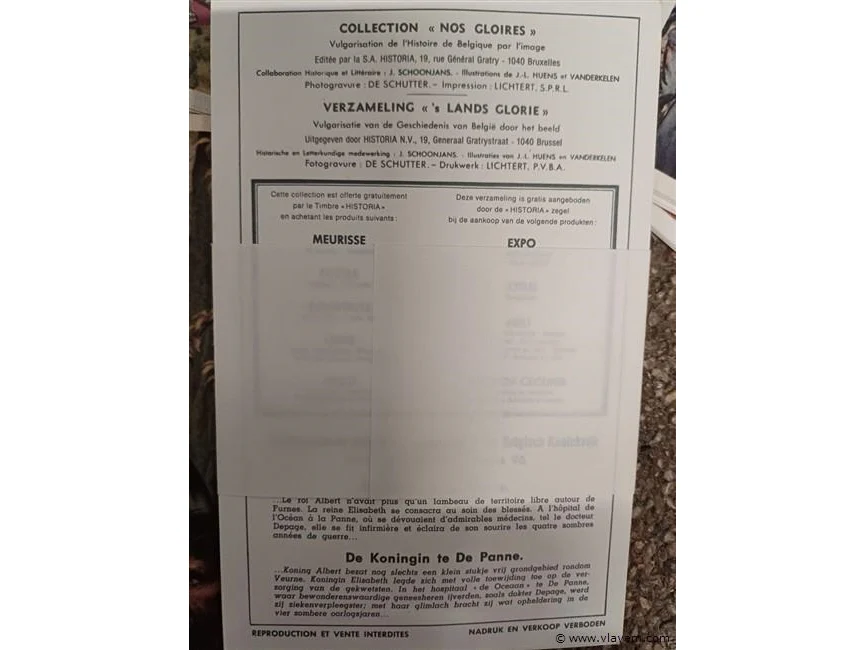 COLLECTION « NOS GLOIRES »
Vulgarisation de l'Histoire de Belgique par l'image
Editée par la S.A. HISTORIA, 19, rue Général Gratry - 1040 Bruxelles
Collaboration Historique et Littéraire : J. SCHOONJANS. - Illustrations de J.-L. HUENS et VANDERKELEN
Photogravure : DE SCHUTTER. – Impression : LICHTERT, S.P.R.L.
VERZAMELING « 's LANDS GLORIE »
Vulgarisatie van de Geschiedenis van België door het beeld
Uitgegeven door HISTORIA N.V., 19, Generaal Gratrystraat - 1040 Brussel
Historische en Letterkundige medewerking : J. SCHOONJANS. - Illustraties van J.-L. HUENS en VANDERKELEN
Fotogravure : DE SCHUTTER. – Drukwerk : LICHTERT, P.V.B.A.
Cette collection est offerte gratuitement
par le Timbre « HISTORIA »
en achetant les produits suivants :
MEURISSE
Deze verzameling is gratis aangeboden
door de « HISTORIA » zegel
bij de aankoop van de volgende produkten :
EXPO
...Le roi Albert n'avait plus qu'un lambeau de territoire libre autour de
Furnes. La reine Elisabeth se consacra au soin des blessés. A l'hôpital de
l'Océan à la Panne, où se dévouaient d'admirables médecins, tel le docteur
Depage, elle se fit infirmière et éclaira de son sourire les quatre sombres
années de guerre...
De Koningin te De Panne.
...Koning Albert bezat nog slechts een klein stukje vrij grondgebied rondom
Veurne. Koningin Elisabeth legde zich met volle toewijding toe op de ver-
zorging van de gekwetsten. In het hospitaal « de Oceaan » te De Panne,
waar bewonderenswaardige geneesheren ijverden, zoals dokter Depage, werd
zij ziekenverpleegster; met haar glimlach bracht zij wat opheldering in de
vier sombere oorlogsjaren...
REPRODUCTION ET VENTE INTERDITES
NADRUK EN VERKOOP VERBODEN
© www.vlayem.com